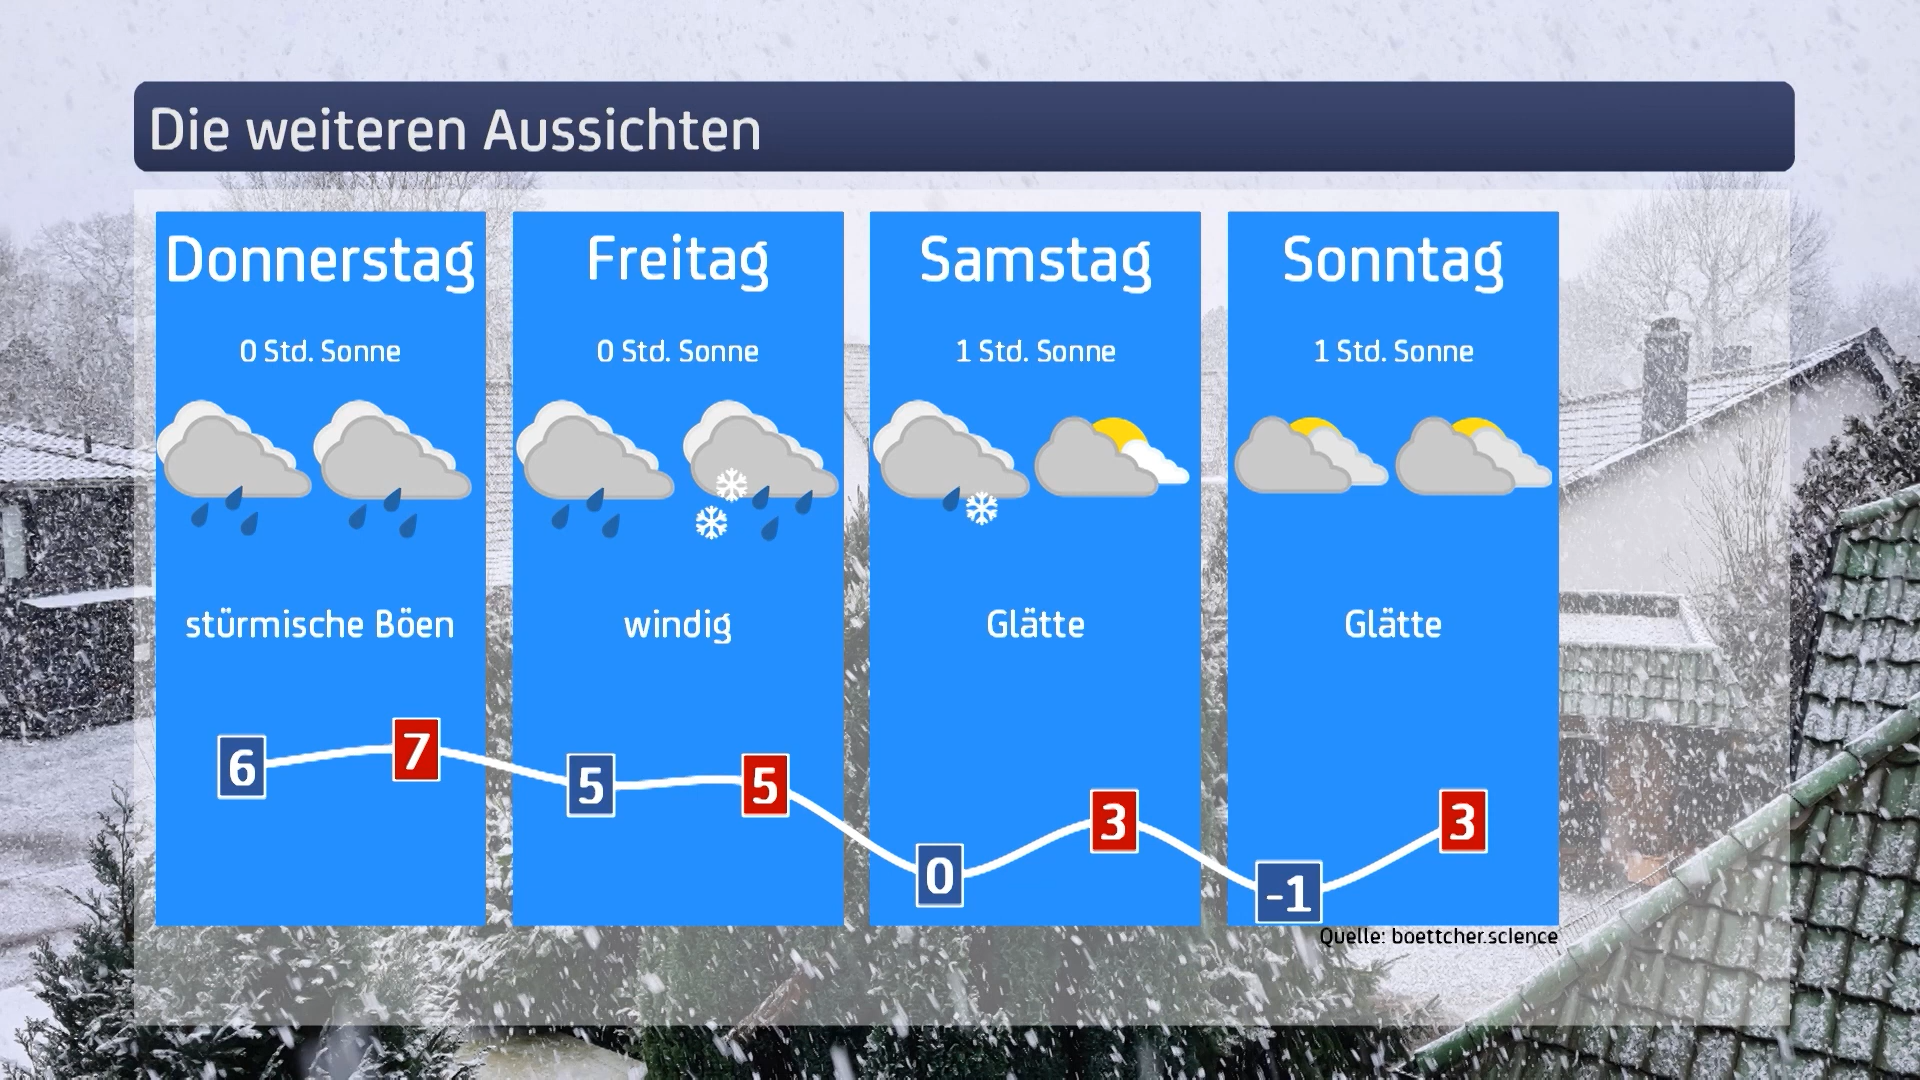 Die weiteren Aussichten
Donnerstag
0 Std. Sonne
stürmische Böen
6
7
Freitag
0 Std. Sonne
windig
5
5
Samstag
1 Std. Sonne
Glätte
0
3
Sonntag
1 Std. Sonne
Glätte
-1
3
Quelle: boettcher.science